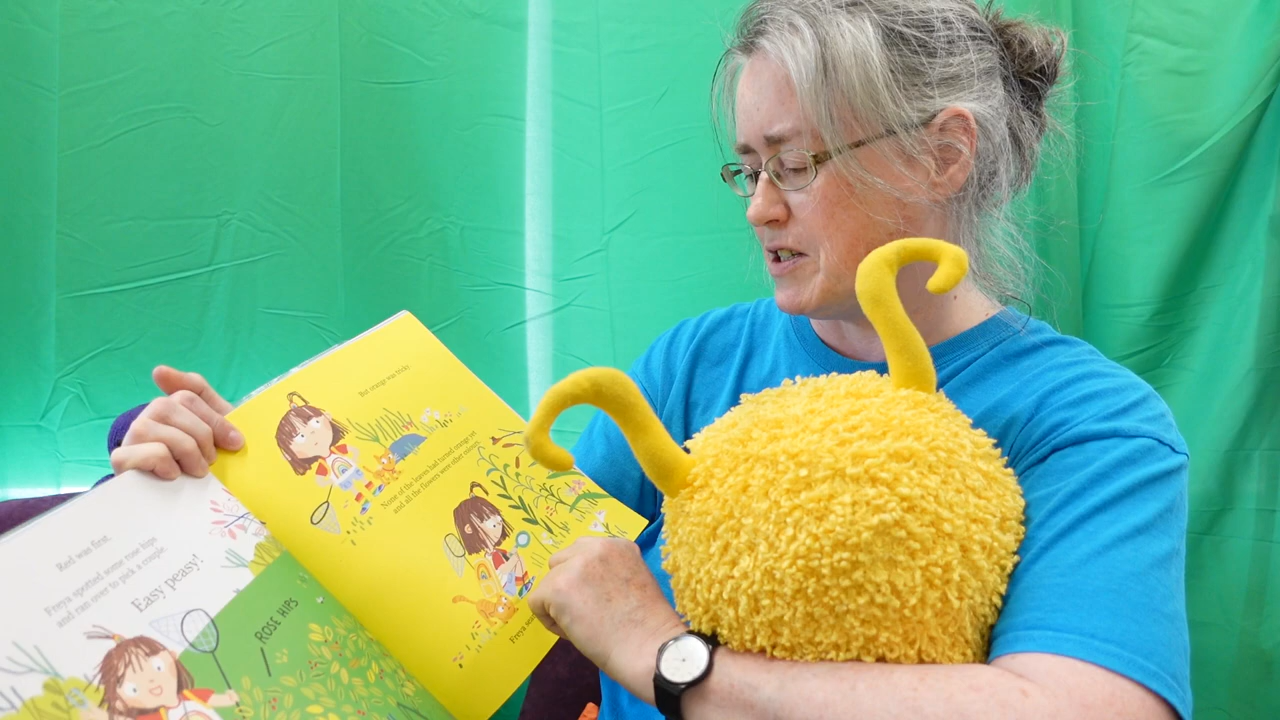 Red was first.
Freya spotted some rose hips
and ran over to pick a couple.
Easy peasy!
ROSE HIPS
But orange was tricky.
None of the leaves had turned orange yet
and all the flowers were other colours.
Freya